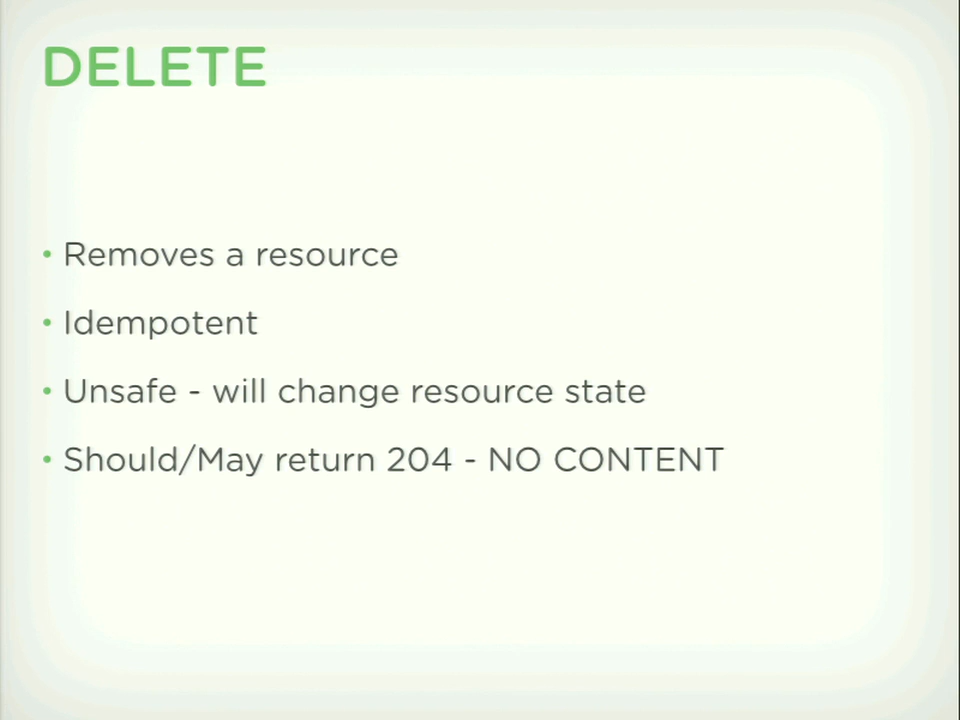 DELETE
• Removes a resource
• Idempotent
• Unsafe - will change resource state
• Should/May return 204 - NO CONTENT